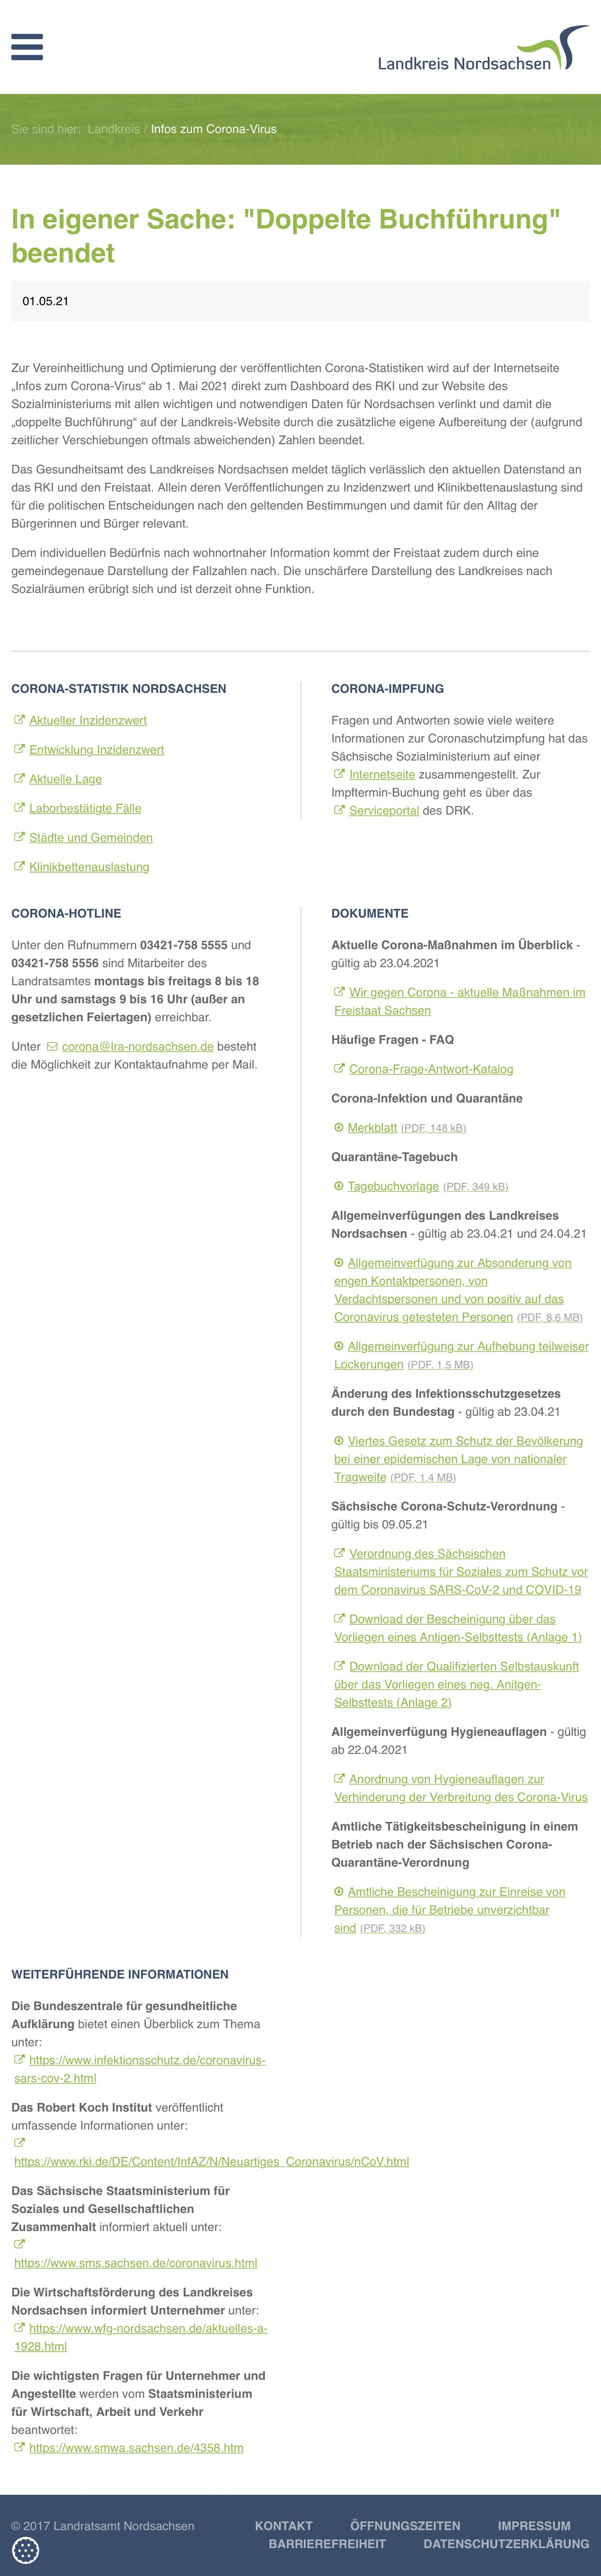 Landkreis Nordsachsen
Sie sind hier: Landkreis / Infos zum Corona-Virus
In eigener Sache: "Doppelte Buchführung"
beendet
01.05.21
Zur Vereinheitlichung und Optimierung der veröffentlichten Corona-Statistiken wird auf der Internetseite
„Infos zum Corona-Virus“ ab 1. Mai 2021 direkt zum Dashboard des RKI und zur Website des
Sozialministeriums mit allen wichtigen und notwendigen Daten für Nordsachsen verlinkt und damit die
„doppelte Buchführung“ auf der Landkreis-Website durch die zusätzliche eigene Aufbereitung der (aufgrund
zeitlicher Verschiebungen oftmals abweichenden) Zahlen beendet.
Das Gesundheitsamt des Landkreises Nordsachsen meldet täglich verlässlich den aktuellen Datenstand an
das RKI und den Freistaat. Allein deren Veröffentlichungen zu Inzidenzwert und Klinikbettenauslastung sind
für die politischen Entscheidungen nach den geltenden Bestimmungen und damit für den Alltag der
Bürgerinnen und Bürger relevant.
Dem individuellen Bedürfnis nach wohnortnaher Information kommt der Freistaat zudem durch eine
gemeindegenaue Darstellung der Fallzahlen nach. Die unschärfere Darstellung des Landkreises nach
Sozialräumen erübrigt sich und ist derzeit ohne Funktion.
CORONA-STATISTIK NORDSACHSEN
Aktueller Inzidenzwert
Entwicklung Inzidenzwert
Aktuelle Lage
Laborbestätigte Fälle
Städte und Gemeinden
Klinikbettenauslastung
CORONA-IMPFUNG
Fragen und Antworten sowie viele weitere
Informationen zur Coronaschutzimpfung hat das
Sächsische Sozialministerium auf einer
Internetseite zusammengestellt. Zur
Impftermin-Buchung geht es über das
Serviceportal des DRK.
CORONA-HOTLINE
Unter den Rufnummern 03421-758 5555 und
03421-758 5556 sind Mitarbeiter des
Landratsamtes montags bis freitags 8 bis 18
Uhr und samstags 9 bis 16 Uhr (außer an
gesetzlichen Feiertagen) erreichbar.
Unter corona@lra-nordsachsen.de besteht
die Möglichkeit zur Kontaktaufnahme per Mail.
DOKUMENTE
Aktuelle Corona-Maßnahmen im Überblick -
gültig ab 23.04.2021
Wir gegen Corona - aktuelle Maßnahmen im
Freistaat Sachsen
Häufige Fragen - FAQ
Corona-Frage-Antwort-Katalog
Corona-Infektion und Quarantäne
Merkblatt (PDF, 148 kB)
Quarantäne-Tagebuch
Tagebuchvorlage (PDF, 349 kB)
Allgemeinverfügungen des Landkreises
Nordsachsen - gültig ab 23.04.21 und 24.04.21
Allgemeinverfügung zur Absonderung von
engen Kontaktpersonen, von
Verdachtspersonen und von positiv auf das
Coronavirus getesteten Personen (PDF, 8,6 MB)
Allgemeinverfügung zur Aufhebung teilweiser
Lockerungen (PDF, 1,5 MB)
Änderung des Infektionsschutzgesetzes
durch den Bundestag - gültig ab 23.04.21
Viertes Gesetz zum Schutz der Bevölkerung
bei einer epidemischen Lage von nationaler
Tragweite (PDF, 1,4 MB)
Sächsische Corona-Schutz-Verordnung -
gültig bis 09.05.21
Verordnung des Sächsischen
Staatsministeriums für Soziales zum Schutz vor
dem Coronavirus SARS-CoV-2 und COVID-19
Download der Bescheinigung über das
Vorliegen eines Antigen-Selbsttests (Anlage 1)
Download der Qualifizierten Selbstauskunft
über das Vorliegen eines neg. Anitgen-
Selbsttests (Anlage 2)
Allgemeinverfügung Hygieneauflagen - gültig
ab 22.04.2021
Anordnung von Hygieneauflagen zur
Verhinderung der Verbreitung des Corona-Virus
Amtliche Tätigkeitsbescheinigung in einem
Betrieb nach der Sächsischen Corona-
Quarantäne-Verordnung
Amtliche Bescheinigung zur Einreise von
Personen, die für Betriebe unverzichtbar
sind (PDF, 332 kB)
WEITERFÜHRENDE INFORMATIONEN
Die Bundeszentrale für gesundheitliche
Aufklärung bietet einen Überblick zum Thema
unter:
https://www.infektionsschutz.de/coronavirus-
sars-cov-2.html
Das Robert Koch Institut veröffentlicht
umfassende Informationen unter:
https://www.rki.de/DE/Content/InfAZ/N/Neuartiges_Coronavirus/nCoV.html
Das Sächsische Staatsministerium für
Soziales und Gesellschaftlichen
Zusammenhalt informiert aktuell unter:
https://www.sms.sachsen.de/coronavirus.html
Die Wirtschaftsförderung des Landkreises
Nordsachsen informiert Unternehmer unter:
https://www.wfg-nordsachsen.de/aktuelles-a-
1928.html
Die wichtigsten Fragen für Unternehmer und
Angestellte werden vom Staatsministerium
für Wirtschaft, Arbeit und Verkehr
beantwortet:
https://www.smwa.sachsen.de/4358.htm
© 2017 Landratsamt Nordsachsen
KONTAKT ÖFFNUNGSZEITEN IMPRESSUM
BARRIEREFREIHEIT DATENSCHUTZERKLÄRUNG